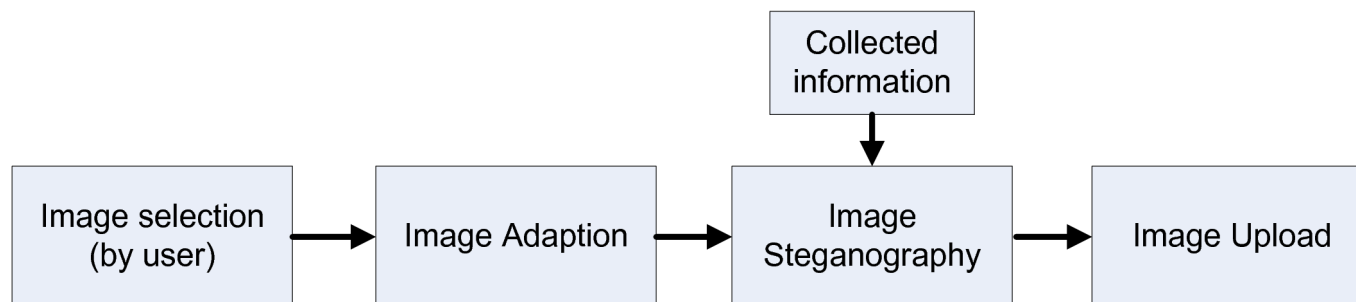 Collected
information
Image selection
(by user)
Image Adaption
Image
Steganography
Image Upload